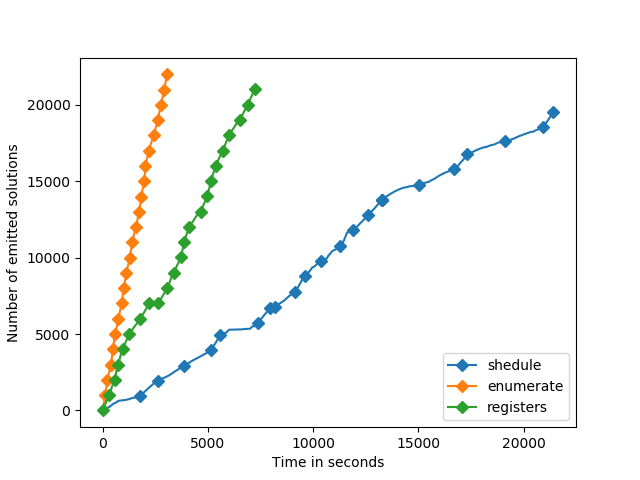 Number of emitted solutions
20000
15000
10000
5000
0
0 5000 10000 15000 20000
Time in seconds
shedule
enumerate
registers